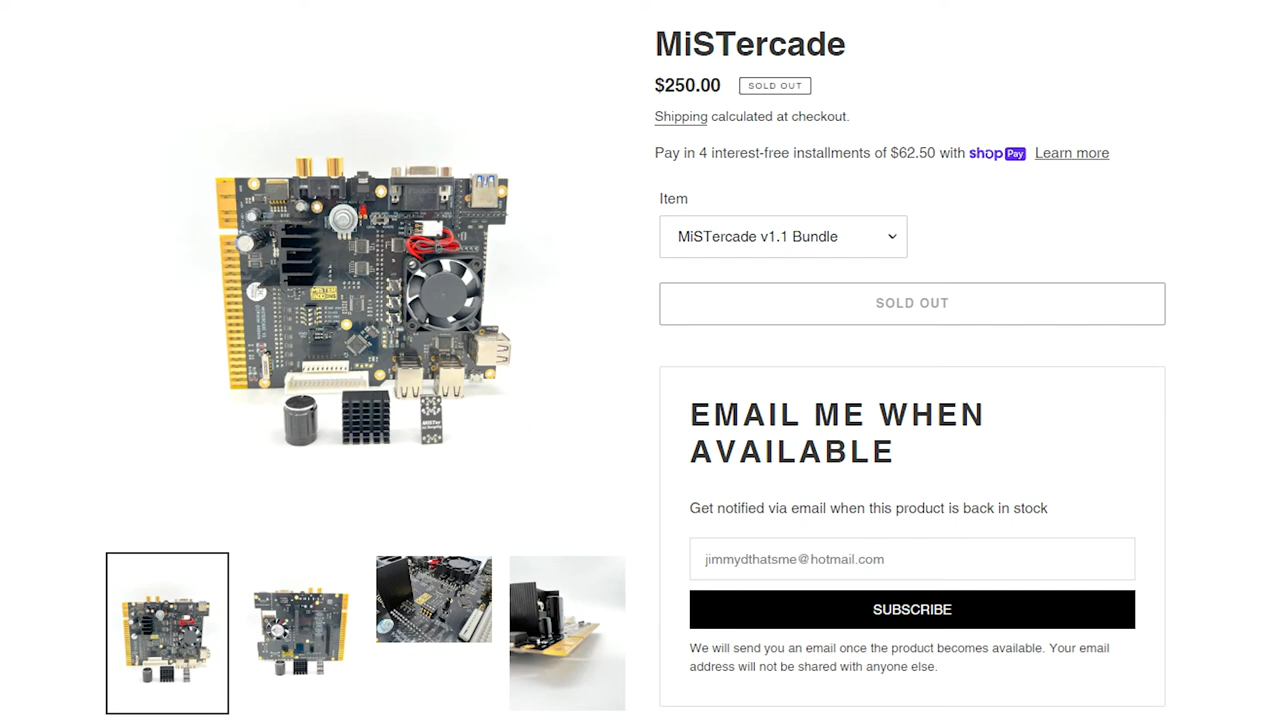 MiSTercade
$250.00 SOLD OUT
Shipping calculated at checkout.
Pay in 4 interest-free installments of $62.50 with shop Pay Learn more
Item
MiSTercade v1.1 Bundle
SOLD OUT
EMAIL ME WHEN
AVAILABLE
Get notified via email when this product is back in stock
jimmydthatsme@hotmail.com
SUBSCRIBE
We will send you an email once the product becomes available. Your email
address will not be shared with anyone else.
MiSTer